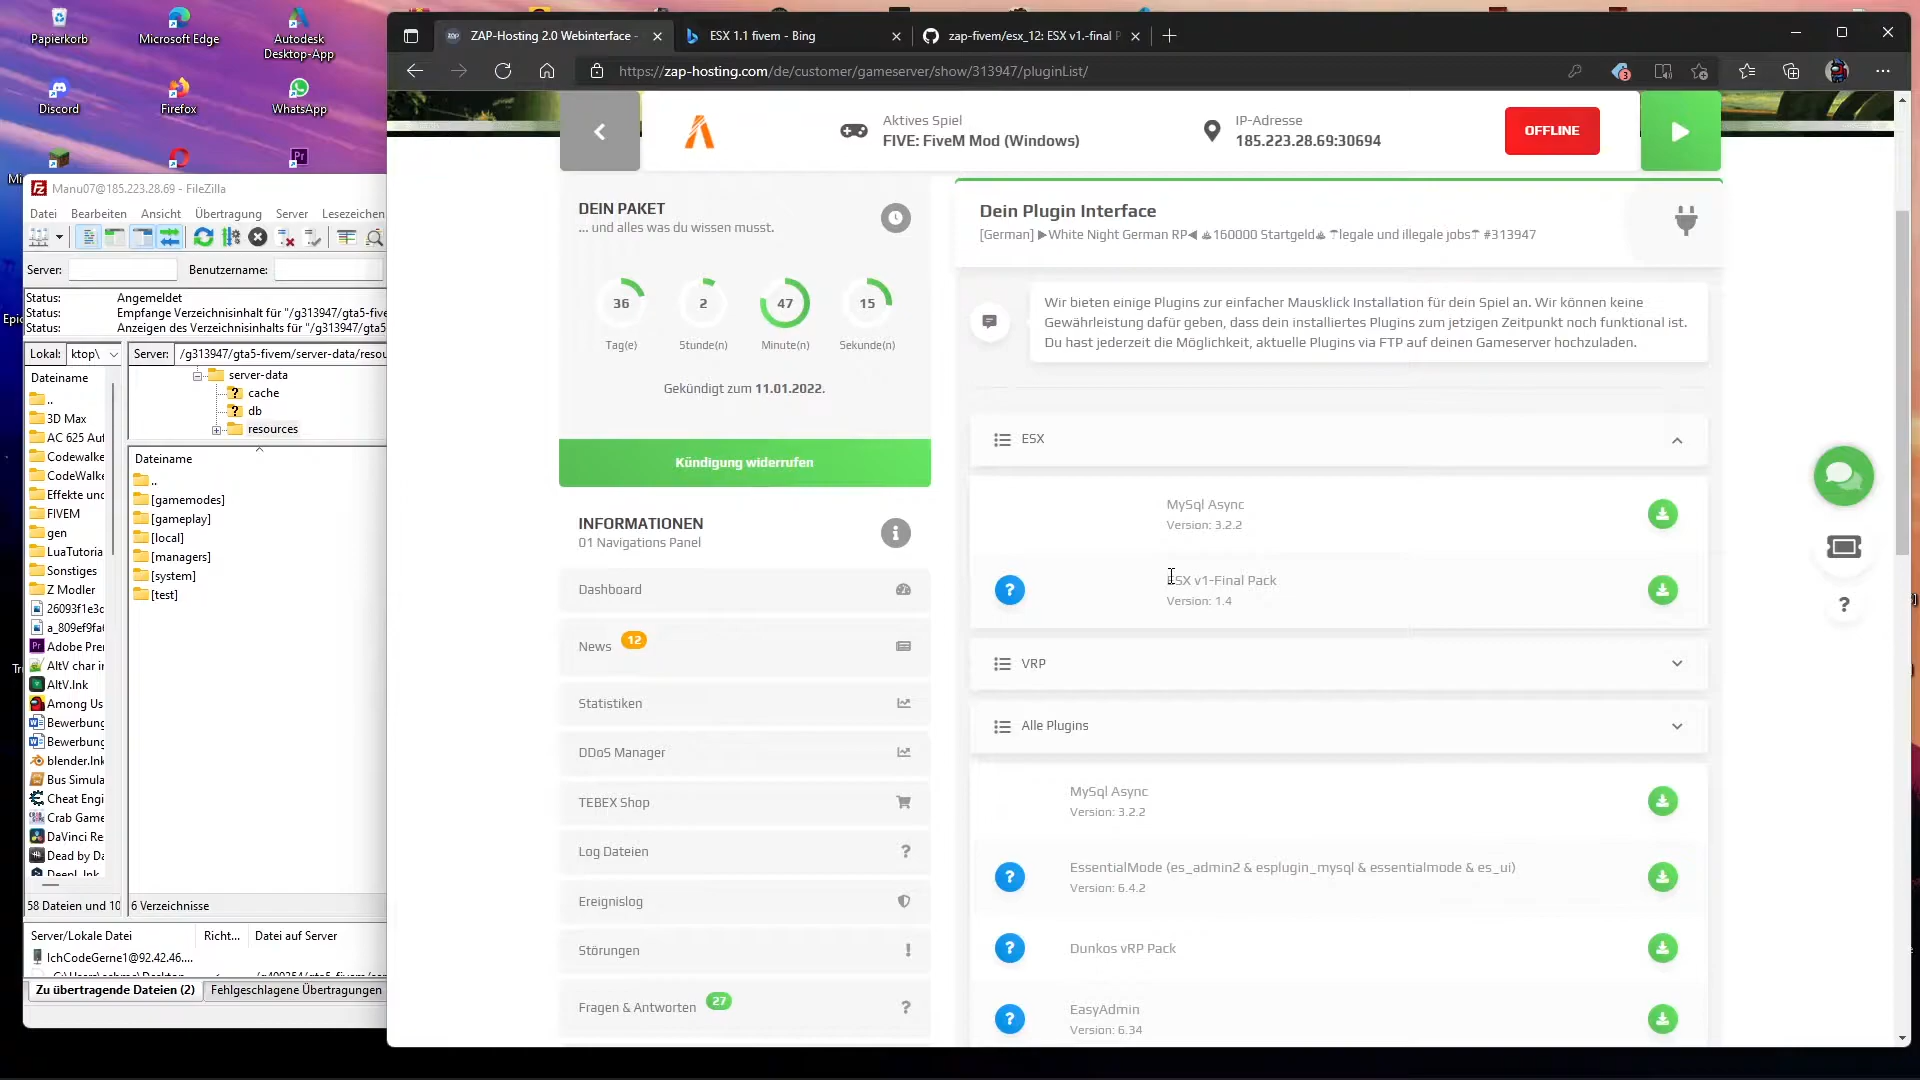 Papierkorb
Microsoft Edge
Autodesk
Desktop-App
Discord
Firefox
WhatsApp
ZAP-Hosting 2.0 Webinterface -
ESX 1.1 fivem - Bing
zap-fivem/esx_12: ESX v1.-final P
https://zap-hosting.com/de/customer/gameserver/show/313947/pluginList/
Aktives Spiel
FIVE: FiveM Mod (Windows)
IP-Adresse
185.223.28.69:30694
OFFLINE
Manu07@185.223.28.69 - FileZilla
Datei Bearbeiten Ansicht Übertragung Server Lesezeichen
Server:
Benutzername:
Status: Angemeldet
Status: Empfange Verzeichnisinhalt für "/g313947/gta5-five
Status: Anzeigen des Verzeichnisinhalts für "/g313947/gta5
Lokal: ktop\
Server: /g313947/gta5-fivem/server-data/resou
server-data
cache
db
resources
Dateiname
..
3D Max
AC 625 Auf
Codewalke
CodeWalke
Effekte und
FIVEM
gen
LuaTutoria
Sonstiges
Z Modler
26093f1e3c
a_809ef9fa
Adobe Pren
AltV char ir
AltV.lnk
Among Us
Bewerbung
Bewerbung
blender.lnk
Bus Simula
Cheat Engi
Crab Game
DaVinci Re
Dead by Da
DeepL.lnk
Dateiname
..
[gamemodes]
[gameplay]
[local]
[managers]
[system]
[test]
58 Dateien und 10
6 Verzeichnisse
Server/Lokale Datei
Richt...
Datei auf Server
IchCodeGerne1@92.42.46....
Zu übertragende Dateien (2)
Fehlgeschlagene Übertragungen
DEIN PAKET
... und alles was du wissen musst.
36 2 47 15
Tag(e) Stunde(n) Minute(n) Sekunde(n)
Gekündigt zum 11.01.2022.
Kündigung widerrufen
INFORMATIONEN
01 Navigations Panel
Dashboard
News 12
Statistiken
DDoS Manager
TEBEX Shop
Log Dateien
Ereignislog
Störungen
Fragen & Antworten 27
Dein Plugin Interface
[German] ▶White Night German RP◀ ♨160000 Startgeld♨ ☂legale und illegale jobs☂ #313947
Wir bieten einige Plugins zur einfacher Mausklick Installation für dein Spiel an. Wir können keine
Gewährleistung dafür geben, dass dein installiertes Plugins zum jetzigen Zeitpunkt noch funktional ist.
Du hast jederzeit die Möglichkeit, aktuelle Plugins via FTP auf deinen Gameserver hochzuladen.
ESX
MySql Async
Version: 3.2.2
ESX v1-Final Pack
Version: 1.4
VRP
Alle Plugins
MySql Async
Version: 3.2.2
EssentialMode (es_admin2 & esplugin_mysql & essentialmode & es_ui)
Version: 6.4.2
Dunkos vRP Pack
EasyAdmin
Version: 6.34